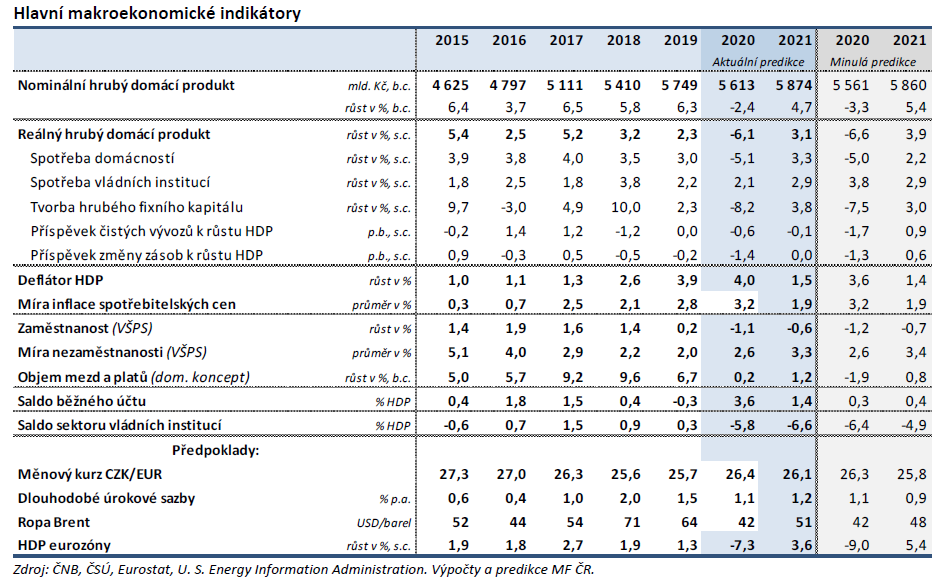 Hlavní makroekonomické indikátory
2015 2016 2017 2018 2019 2020 2021 2020 2021
Aktuální predikce Minulá predikce
Nominální hrubý domácí produkt mld. Kč, b.c. 4 625 4 797 5 111 5 410 5 749 5 613 5 874 5 561 5 860
růst v %, b.c. 6,4 3,7 6,5 5,8 6,3 -2,4 4,7 -3,3 5,4
Reálný hrubý domácí produkt růst v %, s.c. 5,4 2,5 5,2 3,2 2,3 -6,1 3,1 -6,6 3,9
Spotřeba domácností růst v %, s.c. 3,9 3,8 4,0 3,5 3,0 -5,1 3,3 -5,0 2,2
Spotřeba vládních institucí růst v %, s.c. 1,8 2,5 1,8 3,8 2,2 2,1 2,9 3,8 2,9
Tvorba hrubého fixního kapitálu růst v %, s.c. 9,7 -3,0 4,9 10,0 2,3 -8,2 3,8 -7,5 3,0
Příspěvek čistých vývozů k růstu HDP p.b., s.c. -0,2 1,4 1,2 -1,2 0,0 -0,6 -0,1 -1,7 0,9
Příspěvek změny zásob k růstu HDP p.b., s.c. 0,9 -0,3 0,5 -0,5 -0,2 -1,4 0,0 -1,3 0,6
Deflátor HDP růst v % 1,0 1,1 1,3 2,6 3,9 4,0 1,5 3,6 1,4
Míra inflace spotřebitelských cen průměr v % 0,3 0,7 2,5 2,1 2,8 3,2 1,9 3,2 1,9
Zaměstnanost (VŠPS) růst v % 1,4 1,9 1,6 1,4 0,2 -1,1 -0,6 -1,2 -0,7
Míra nezaměstnanosti (VŠPS) průměr v % 5,1 4,0 2,9 2,2 2,0 2,6 3,3 2,6 3,4
Objem mezd a platů (dom. koncept) růst v %, b.c. 5,0 5,7 9,2 9,6 6,7 0,2 1,2 -1,9 0,8
Saldo běžného účtu % HDP 0,4 1,8 1,5 0,4 -0,3 3,6 1,4 0,3 0,4
Saldo sektoru vládních institucí % HDP -0,6 0,7 1,5 0,9 0,3 -5,8 -6,6 -6,4 -4,9
Předpoklady:
Měnový kurz CZK/EUR 27,3 27,0 26,3 25,6 25,7 26,4 26,1 26,3 25,8
Dlouhodobé úrokové sazby % p.a. 0,6 0,4 1,0 2,0 1,5 1,1 1,2 1,1 0,9
Ropa Brent USD/barel 52 44 54 71 64 42 51 42 48
HDP eurozóny růst v %, s.c. 1,9 1,8 2,7 1,9 1,3 -7,3 3,6 -9,0 5,4
Zdroj: ČNB, ČSÚ, Eurostat, U. S. Energy Information Administration. Výpočty a predikce MF ČR.